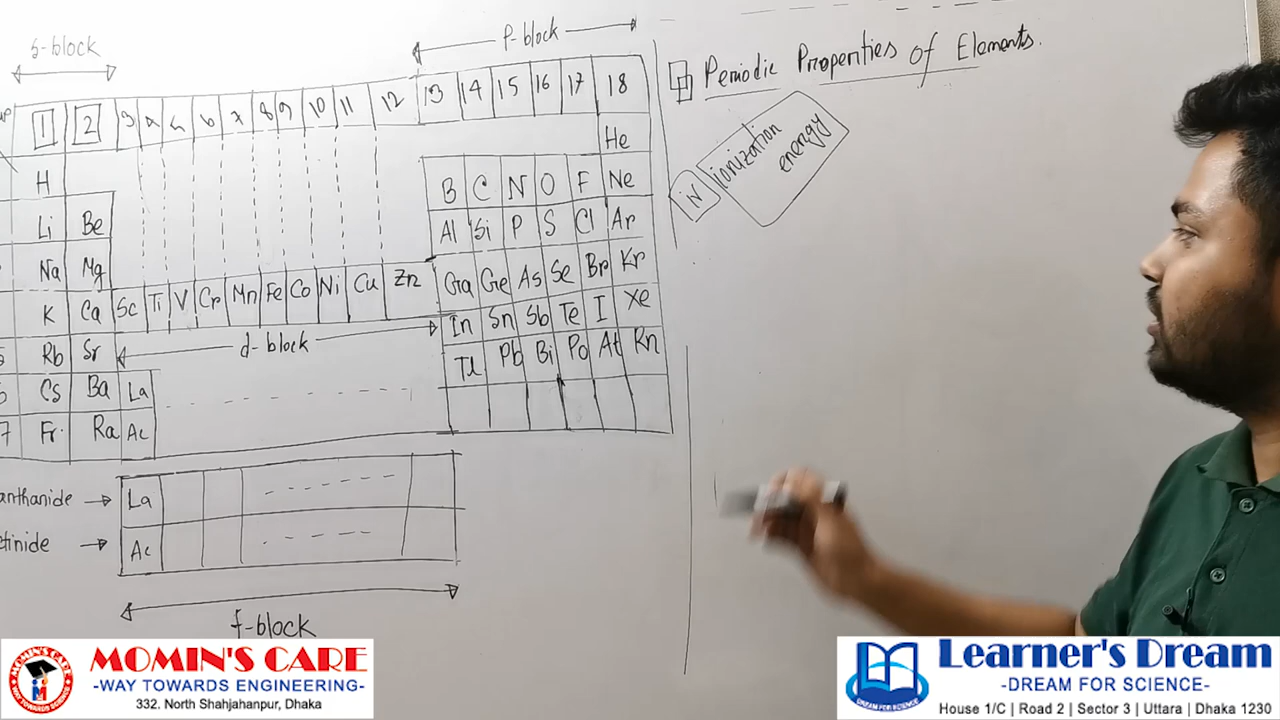 s-block
p-block
Periodic Properties of Elements.
1 2 3 4 5 6 7 8 9 10 11 12 13 14 15 16 17 18
iv ionization energy
He
H
B C N O F Ne
Li Be
Al Si P S Cl Ar
Na Mg
Ga Ge As Se Br Kr
K Ca Sc Ti V Cr Mn Fe Co Ni Cu Zn
In Sn Sb Te I Xe
d-block
Rb Sr
Tl Pb Bi Po At Rn
Cs Ba La
7 Fr Ra Ac
anthanide La
tinide Ac
f-block
MOMIN'S CARE
-WAY TOWARDS ENGINEERING-
332. North Shahjahanpur, Dhaka
Learner's Dream
-DREAM FOR SCIENCE-
House 1/C | Road 2 | Sector 3 | Uttara | Dhaka 1230